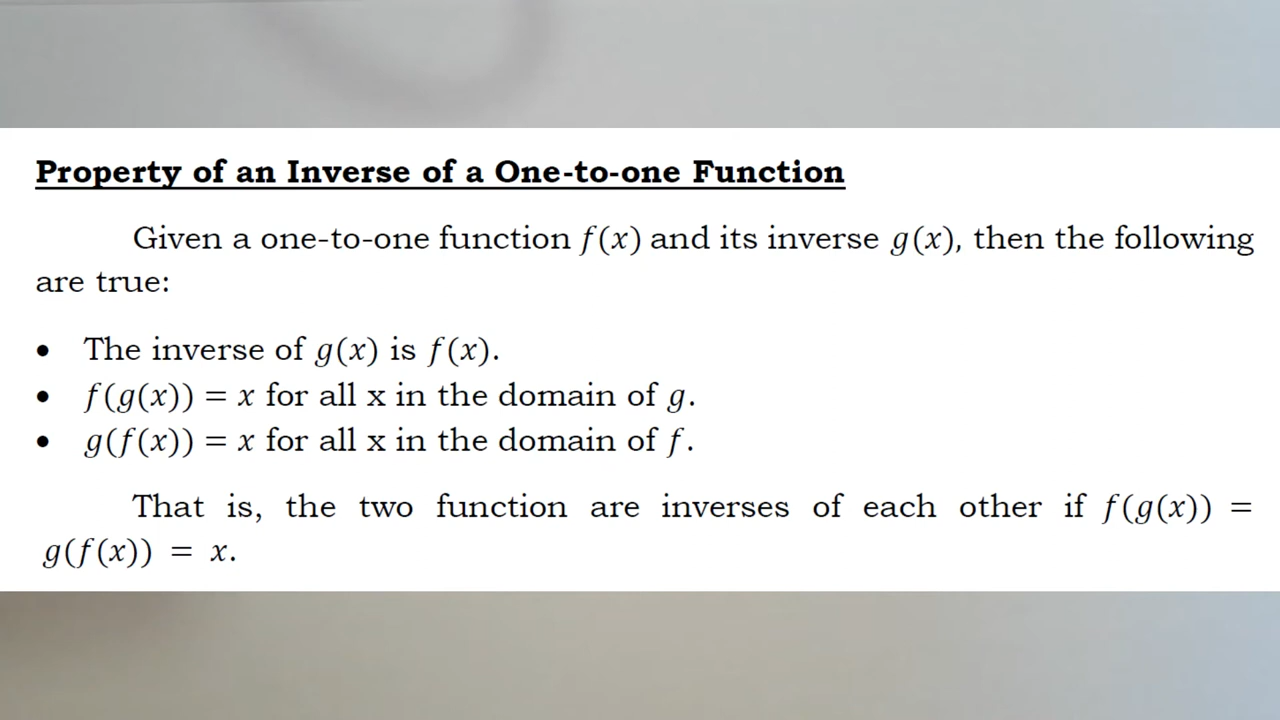 Property of an Inverse of a One-to-one Function
Given a one-to-one function f(x) and its inverse g(x), then the following
are true:
• The inverse of g(x) is f(x).
• f(g(x)) = x for all x in the domain of g.
• g(f(x)) = x for all x in the domain of f.
That is, the two function are inverses of each other if f(g(x)) =
g(f(x)) = x.